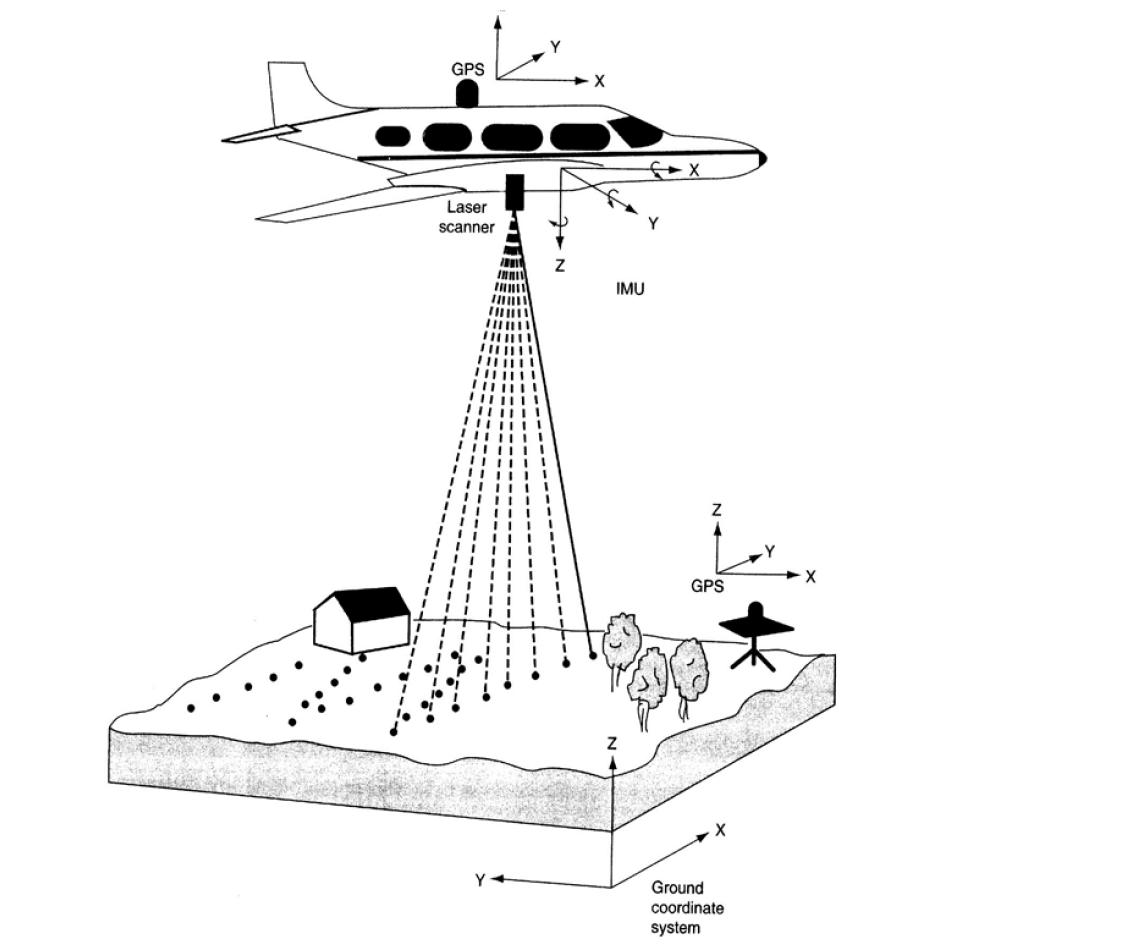 Y
GPS
X
X
Laser
scanner
Y
Z
IMU
Z
Y
X
GPS
Z
X
Y
Ground
coordinate
system